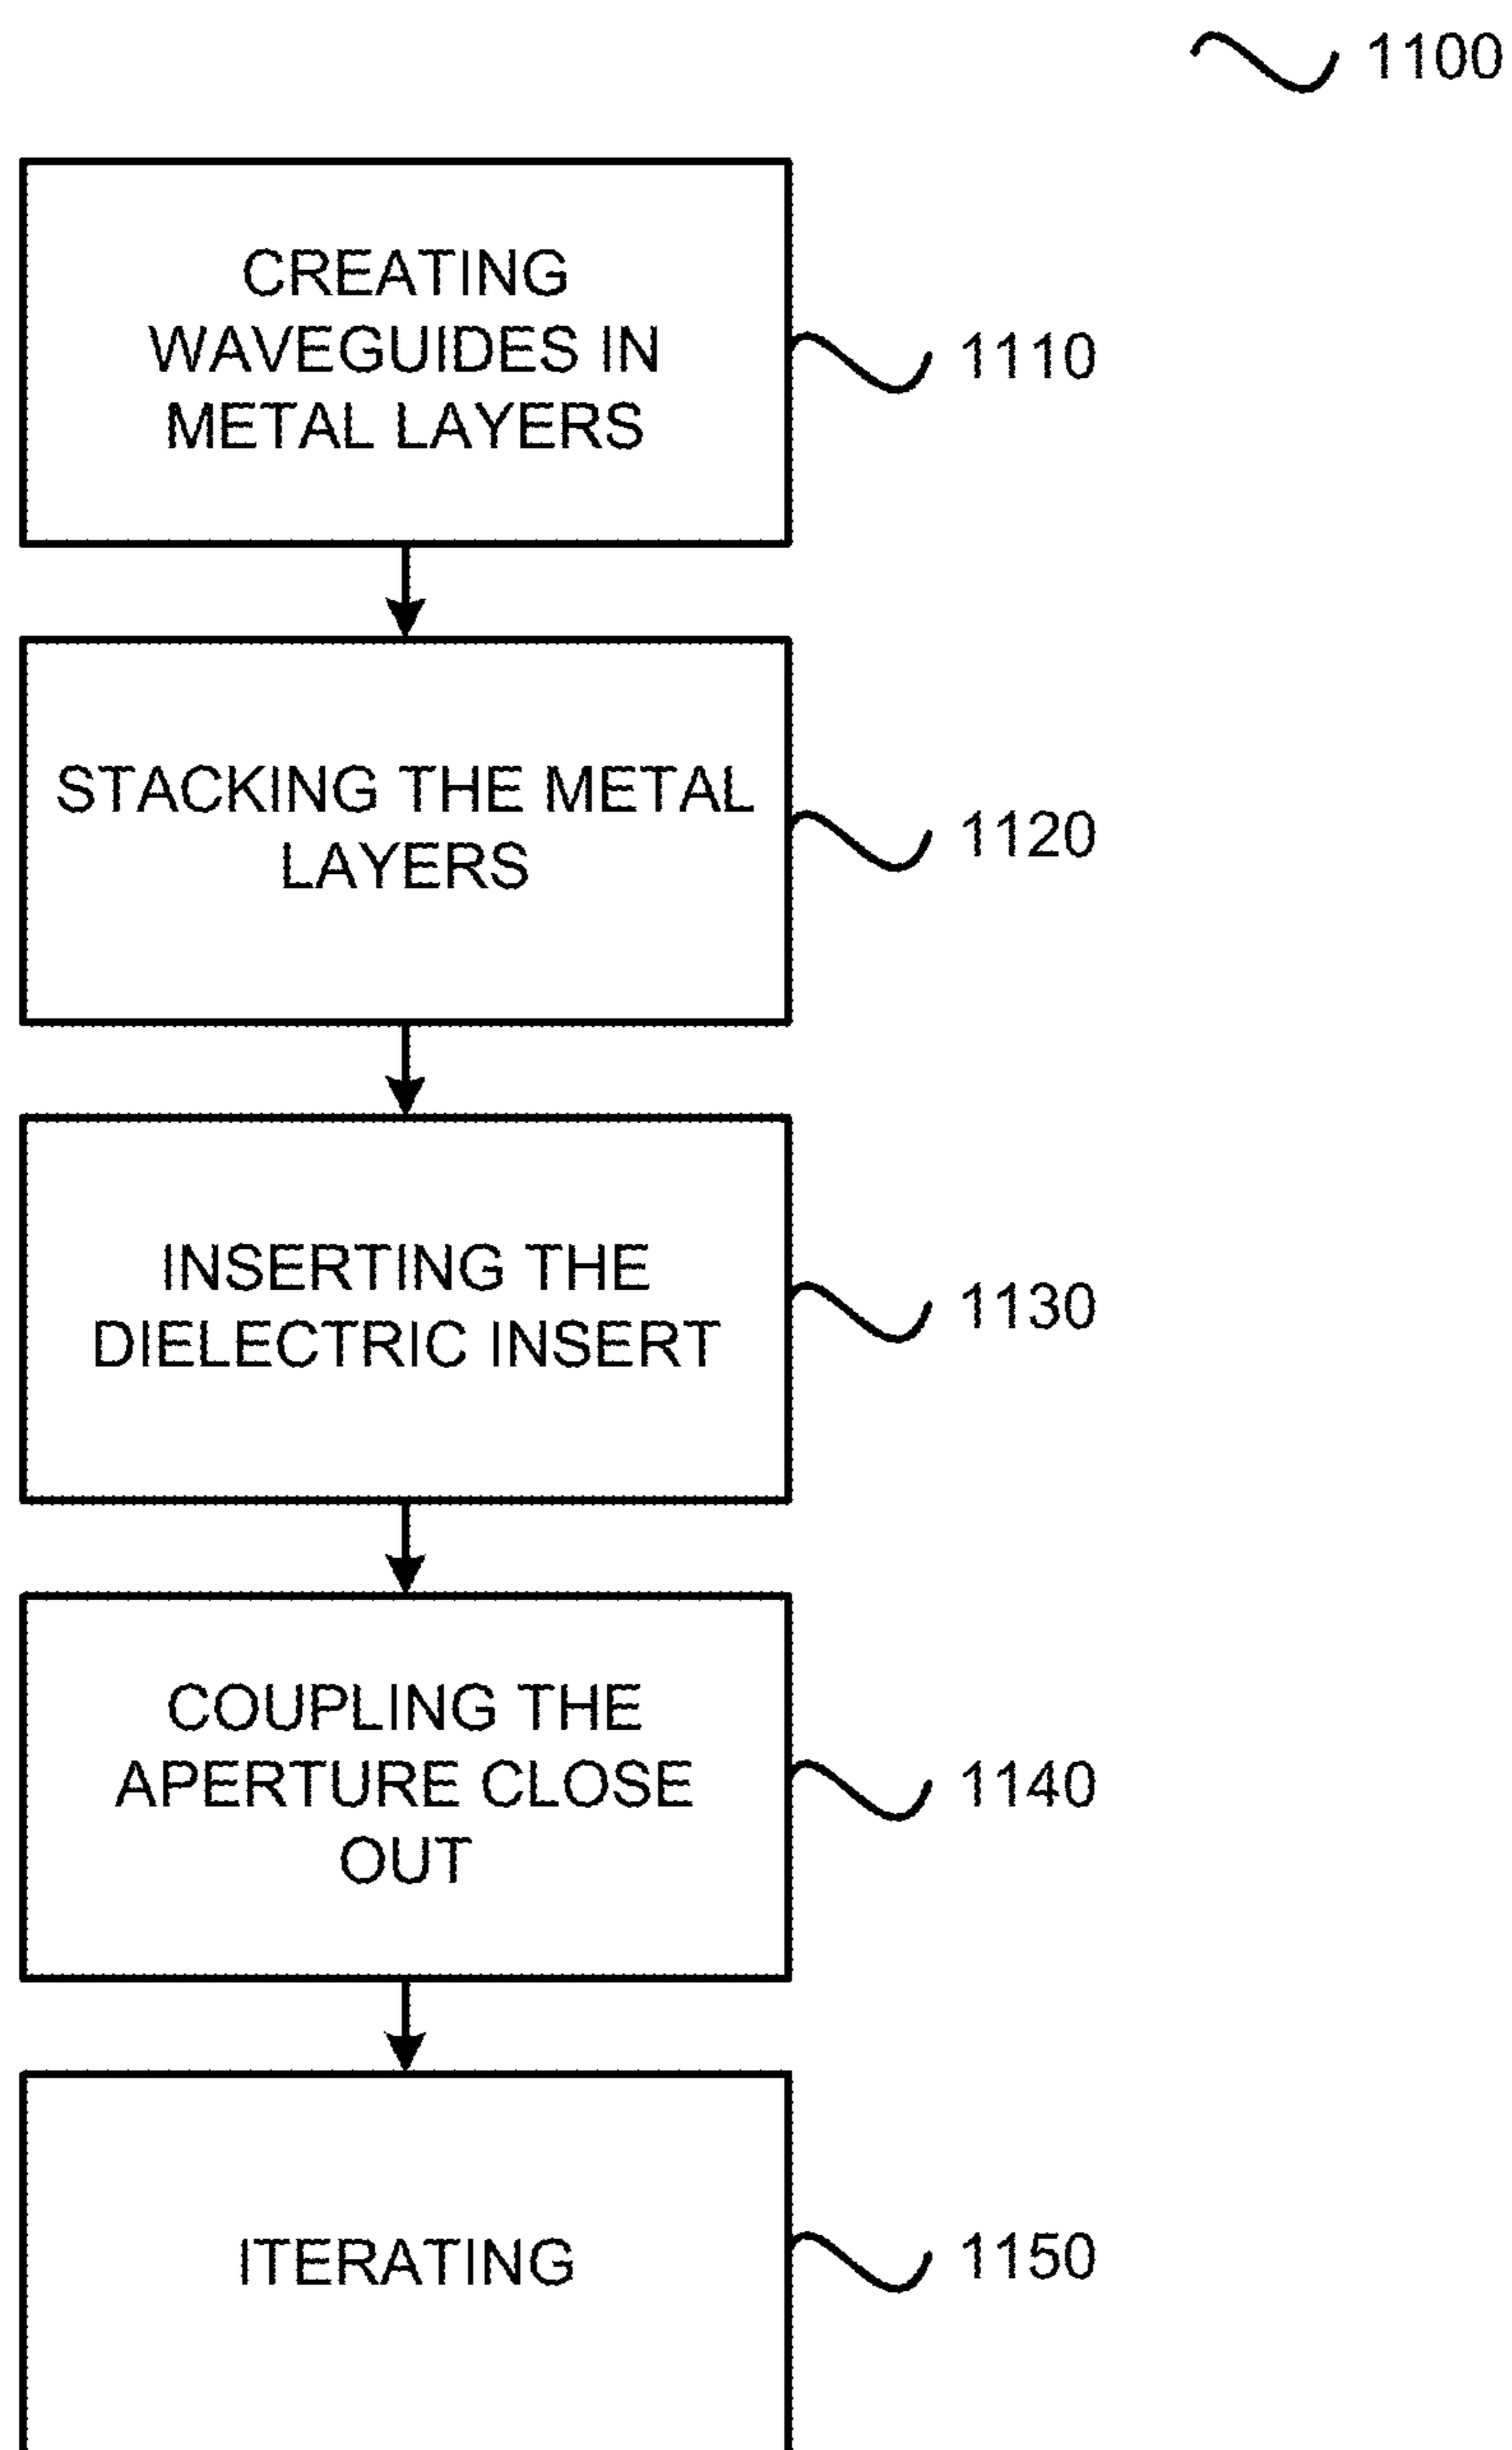 1100
CREATING
WAVEGUIDES IN
METAL LAYERS
1110
STACKING THE METAL
LAYERS
1120
INSERTING THE
DIELECTRIC INSERT
1130
COUPLING THE
APERTURE CLOSE
OUT
1140
ITERATING
1150